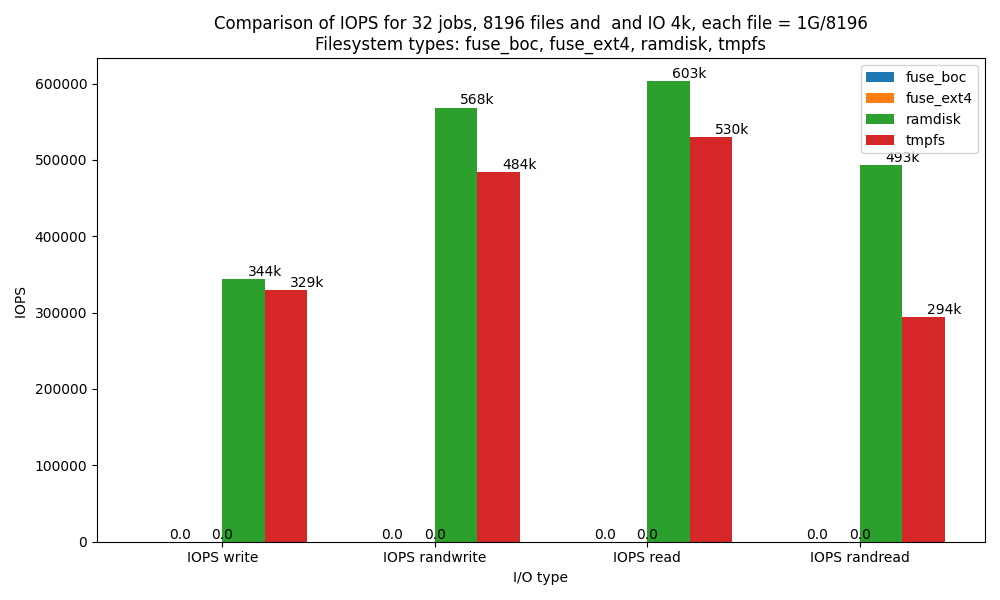 Comparison of IOPS for 32 jobs, 8196 files and  and IO 4k, each file = 1G/8196
Filesystem types: fuse_boc, fuse_ext4, ramdisk, tmpfs
fuse_boc
fuse_ext4
ramdisk
tmpfs
IOPS
600000
500000
400000
300000
200000
100000
0
0.0
0.0
344k
329k
0.0
0.0
568k
484k
0.0
0.0
603k
530k
0.0
0.0
493k
294k
IOPS write
IOPS randwrite
IOPS read
IOPS randread
I/O type